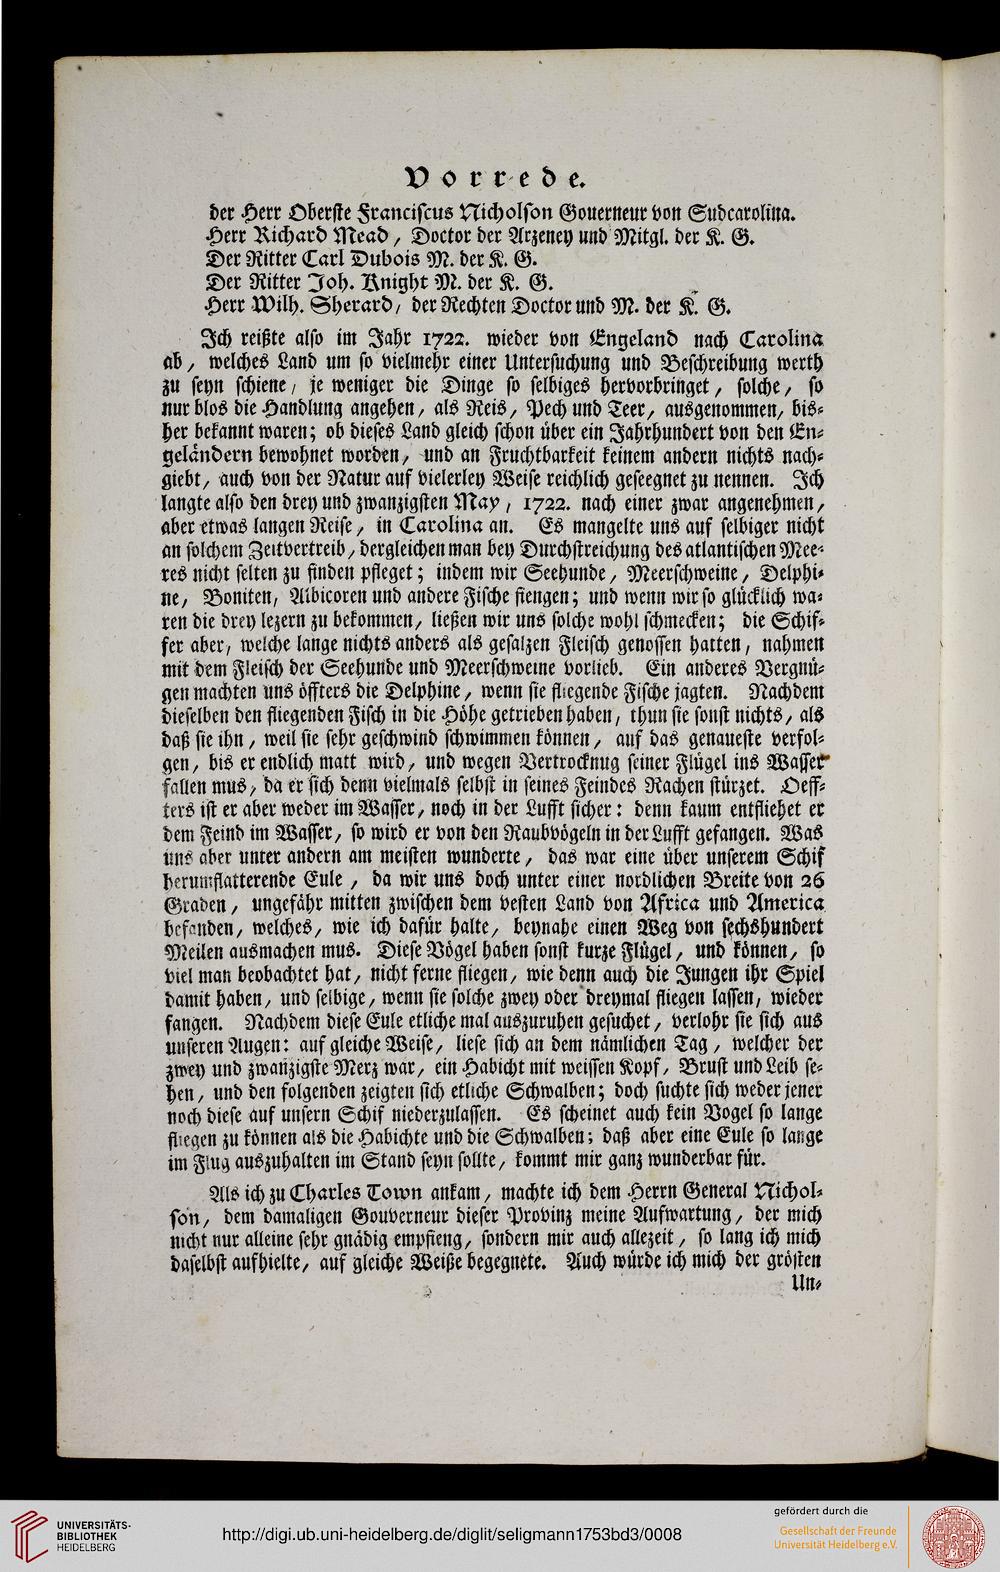 Vorrede.
der Herr Oberste Franciscus Nicholson Gouerneur von Sudcarolina.
Herr Richard Mead, Doctor der Arzeney und Mitgl. der K. G.
Der Ritter Carl Dubois M. der K. G.
Der Ritter Joh. Knight M. der K. G.
Herr Wilh. Sherard, der Rechten Doctor und M. der K. G.
Ich reißte also im Jahr 1722. wieder von Engeland nach Carolina
ab, welches Land um so vielmehr einer Untersuchung und Beschreibung werth
zu seyn schiene, je weniger die Dinge so selbiges hervorbringet, solche, so
nur blos die Handlung angehen, als Reis, Pech und Teer, ausgenommen, bis-
her bekannt waren; ob dieses Land gleich schon über ein Jahrhundert von den En-
geländern bewohnet worden, und an Fruchtbarkeit keinem andern nichts nach-
giebt, auch von der Natur auf vielerley Weise reichlich geseegnet zu nennen. Ich
langte also den drey und zwanzigsten May, 1722. nach einer zwar angenehmen,
aber etwas langen Reise, in Carolina an. Es mangelte uns auf selbiger nicht
an solchem Zeitvertreib, dergleichen man bey Durchstreichung des atlantischen Mee-
res nicht selten zu finden pfleget; indem wir Seehunde, Meerschweine, Delphi-
ne, Boniten, Albicoren und andere Fische fiengen; und wenn wir so glücklich wa-
ren die drey lezern zu bekommen, ließen wir uns solche wohl schmecken; die Schif-
fer aber, welche lange nichts anders als gesalzen Fleisch genossen hatten, nahmen
mit dem Fleisch der Seehunde und Meerschweine vorlieb. Ein anderes Vergnü-
gen machten uns öffters die Delphine, wenn sie fliegende Fische jagten. Nachdem
dieselben den fliegenden Fisch in die Höhe getrieben haben, thun sie sonst nichts, als
daß sie ihn, weil sie sehr geschwind schwimmen können, auf das genaueste verfol-
gen, bis er endlich matt wird, und wegen Vertrocknug seiner Flügel ins Wasser
fallen mus, da er sich denn vielmals selbst in seines Feindes Rachen stürzet. Oeff-
ters ist er aber weder im Wasser, noch in der Lufft sicher: denn kaum entfliehet er
dem Feind im Wasser, so wird er von den Raubvögeln in der Lufft gefangen. Was
uns aber unter andern am meisten wunderte, das war eine über unserem Schif
herumflatterende Eule, da wir uns doch unter einer nordlichen Breite von 26
Graden, ungefähr mitten zwischen dem vesten Land von Africa und America
befanden, welches, wie ich dafür halte, beynahe einen Weg von sechshundert
Meilen ausmachen mus. Diese Vögel haben sonst kurze Flügel, und können, so
viel man beobachtet hat, nicht ferne fliegen, wie denn auch die Jungen ihr Spiel
damit haben, und selbige, wenn sie solche zwey oder dreymal fliegen lassen, wieder
fangen. Nachdem diese Eule etliche mal auszuruhen gesuchet, verlohr sie sich aus
unseren Augen: auf gleiche Weise, liese sich an dem nämlichen Tag, welcher der
zwey und zwanzigste Merz war, ein Habicht mit weissen Kopf, Brust und Leib se-
hen, und den folgenden zeigten sich etliche Schwalben; doch suchte sich weder jener
noch diese auf unsern Schif niederzulassen. Es scheinet auch kein Vogel so lange
fliegen zu können als die Habichte und die Schwalben; daß aber eine Eule so lange
im Flug auszuhalten im Stand seyn sollte, kommt mir ganz wunderbar für.
Als ich zu Charles Town ankam, machte ich dem Herrn General Nichol-
son, dem damaligen Gouverneur dieser Provinz meine Aufwartung, der mich
nicht nur alleine sehr gnädig empfieng, sondern mir auch allezeit, so lang ich mich
daselbst aufhielte, auf gleiche Weiße begegnete. Auch würde ich mich der grösten
Un-
UNIVERSITÄTS-
BIBLIOTHEK
HEIDELBERG
http://digi.ub.uni-heidelberg.de/diglit/seligmann1753bd3/0008
gefördert durch die
Gesellschaft der Freunde
Universität Heidelberg e.V.